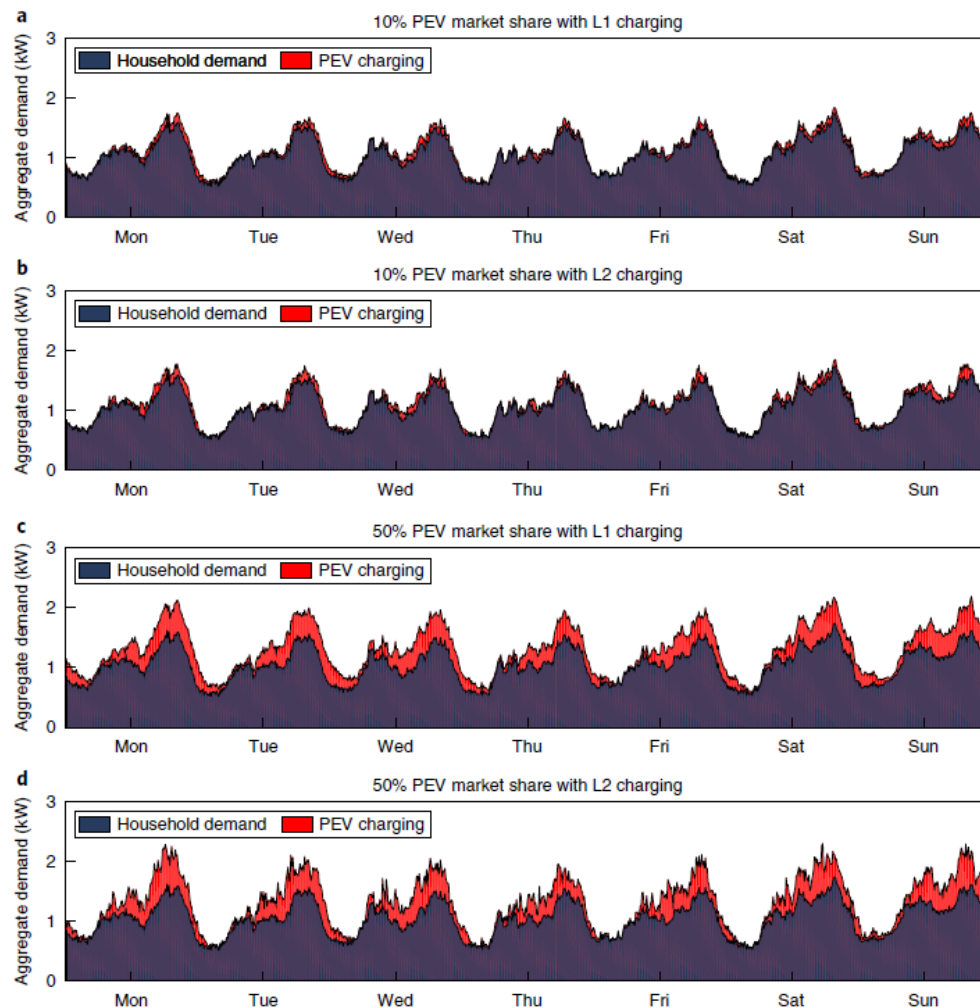 a
10% PEV market share with L1 charging
Aggregate demand (kW)
3
2
1
0
Household demand PEV charging
Mon Tue Wed Thu Fri Sat Sun
b
10% PEV market share with L2 charging
Aggregate demand (kW)
3
2
1
0
Household demand PEV charging
Mon Tue Wed Thu Fri Sat Sun
c
50% PEV market share with L1 charging
Aggregate demand (kW)
3
2
1
0
Household demand PEV charging
Mon Tue Wed Thu Fri Sat Sun
d
50% PEV market share with L2 charging
Aggregate demand (kW)
3
2
1
0
Household demand PEV charging
Mon Tue Wed Thu Fri Sat Sun